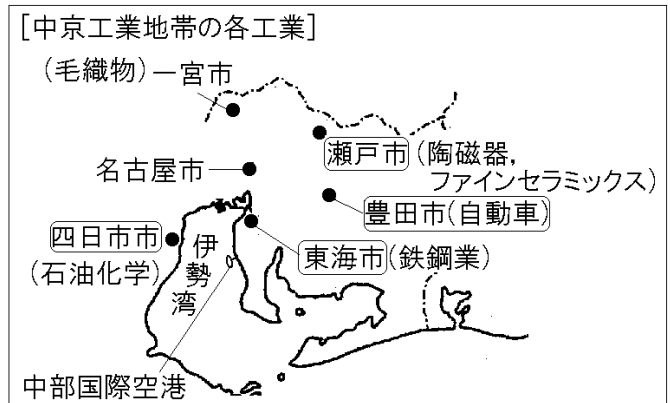 [中京工業地帯の各工業]
(毛織物)一宮市
瀬戸市(陶磁器,
ファインセラミックス)
名古屋市
豊田市(自動車)
四日市市
(石油化学)
伊勢湾
東海市(鉄鋼業)
中部国際空港